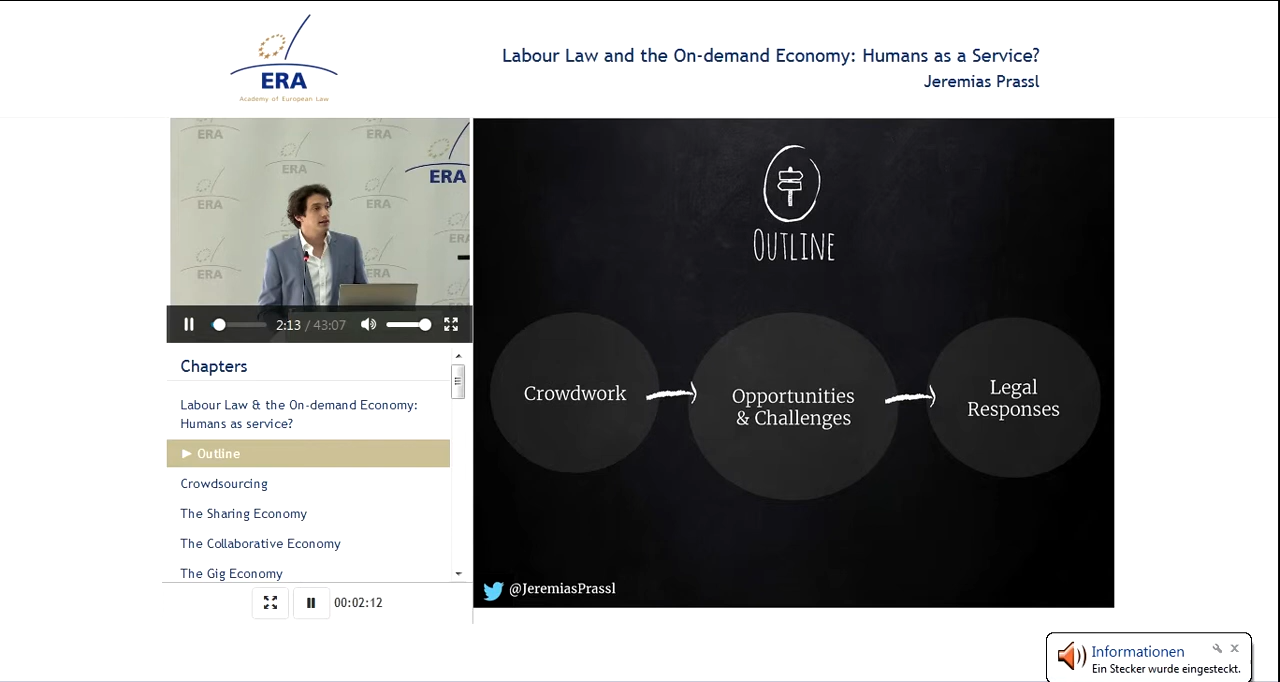 ERA
Academy of European Law
Labour Law and the On-demand Economy: Humans as a Service?
Jeremias Prassl
ERA
ERA
ERA
ERA
ERA
ERA
ERA
ERA
2:13 / 43:07
Chapters
Labour Law & the On-demand Economy:
Humans as service?
Outline
Crowdsourcing
The Sharing Economy
The Collaborative Economy
The Gig Economy
00:02:12
OUTLINE
Crowdwork
Opportunities
& Challenges
Legal
Responses
@JeremiasPrassl
Informationen
Ein Stecker wurde eingesteckt.